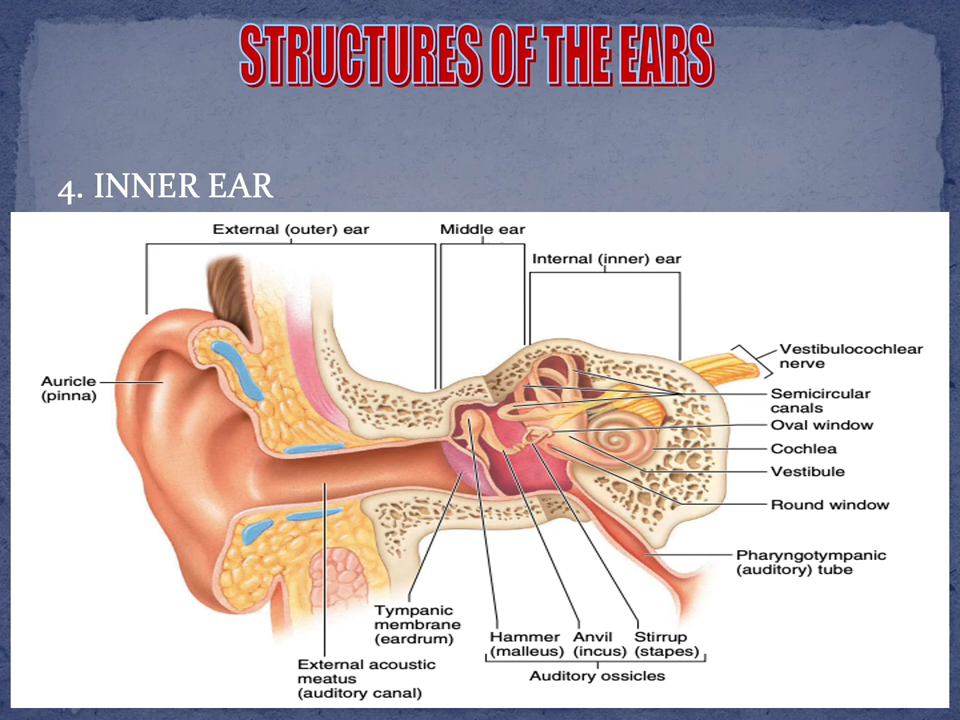 STRUCTURES OF THE EARS
4. INNER EAR
External (outer) ear
Middle ear
Internal (inner) ear
Vestibulocochlear
nerve
Auricle
(pinna)
Semicircular
canals
Oval window
Cochlea
Vestibule
Round window
Pharyngotympanic
(auditory) tube
Tympanic
membrane
(eardrum)
Hammer
(malleus)
Anvil
(incus)
Stirrup
(stapes)
Auditory ossicles
External acoustic
meatus
(auditory canal)